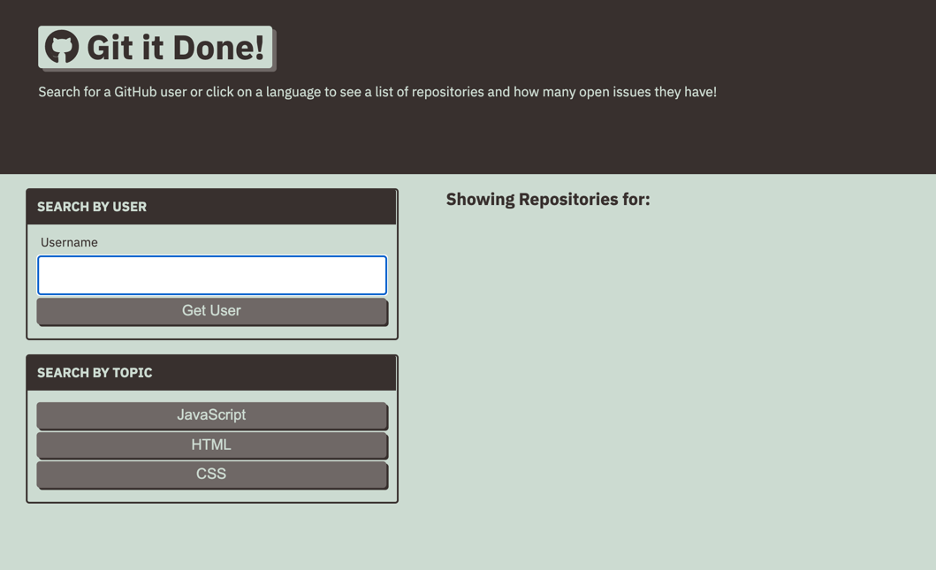 Git it Done!
Search for a GitHub user or click on a language to see a list of repositories and how many open issues they have!
SEARCH BY USER
Username
Get User
SEARCH BY TOPIC
JavaScript
HTML
CSS
Showing Repositories for: